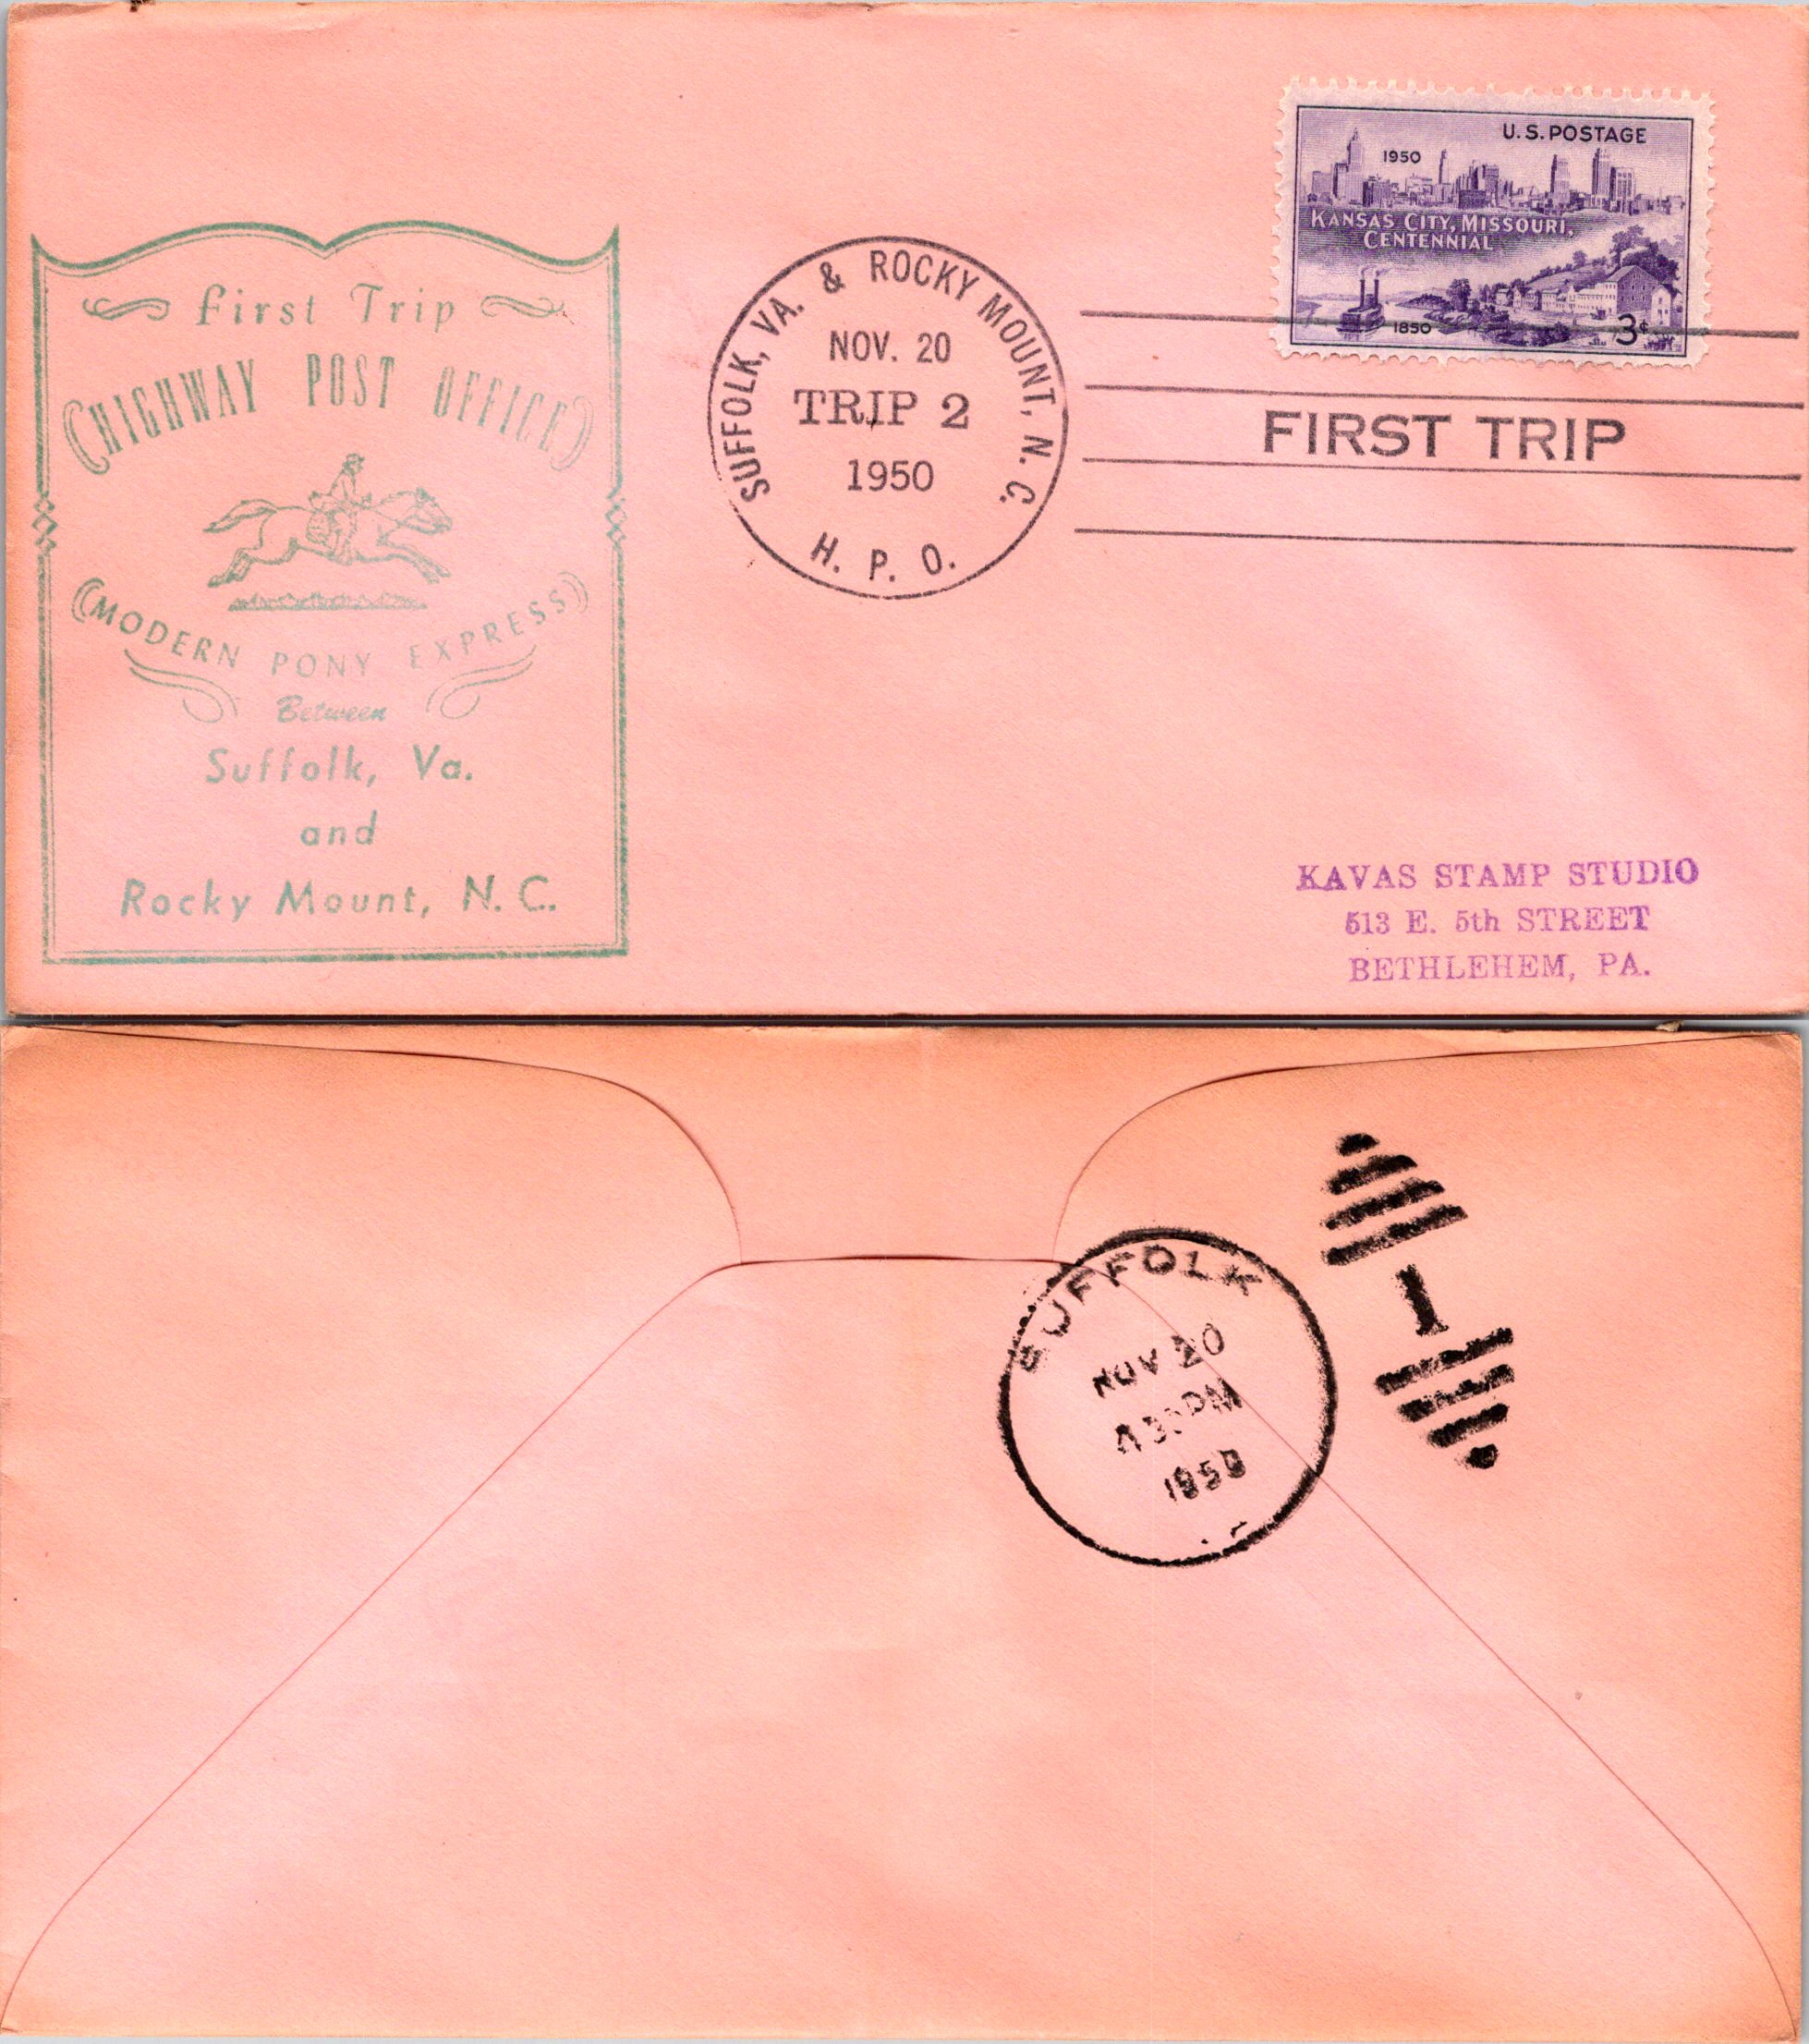 First Trip
HIGHWAY POST OFFICE
MODERN PONY EXPRESS
Between
Suffolk, Va.
and
Rocky Mount, N.C.
SUFFOLK, VA. & ROCKY MOUNT, N. C.
NOV. 20
TRIP 2
1950
H. P. O.
U.S. POSTAGE
1950
KANSAS CITY, MISSOURI,
CENTENNIAL
1850
3¢
FIRST TRIP
KAVAS STAMP STUDIO
513 E. 5th STREET
BETHLEHEM, PA.
SUFFOLK
NOV 20
PM
1950
1